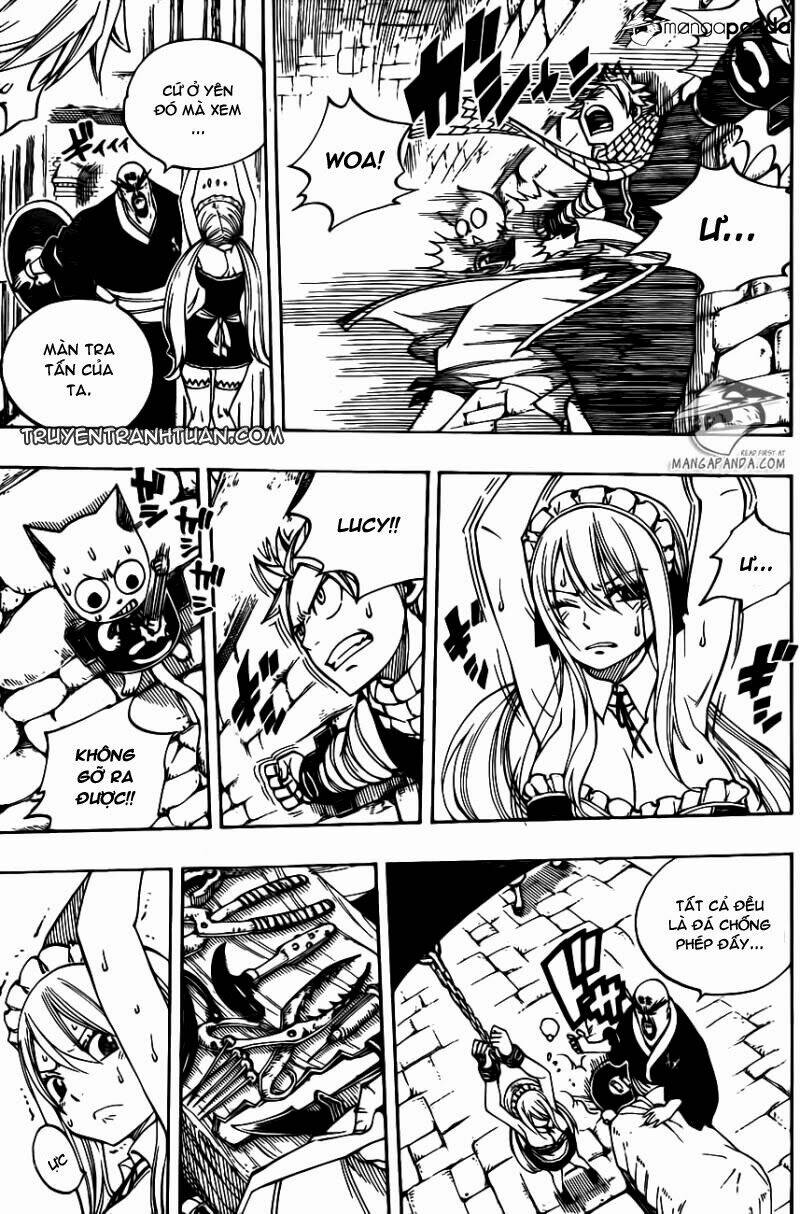 mangapanda
Ư...
WOA!
CỨ Ở YÊN
ĐÓ MÀ XEM
...
MÀN TRA
TẤN CỦA
TA.
TRUYENTRANHTUAN.COM
READ FIRST AT
MANGAPANDA.COM
Ư...
LUCY!!
KHÔNG
GỠ RA
ĐƯỢC!!
TẤT CẢ ĐỀU
LÀ ĐÁ CHỐNG
PHÉP ĐẤY...
ỰC